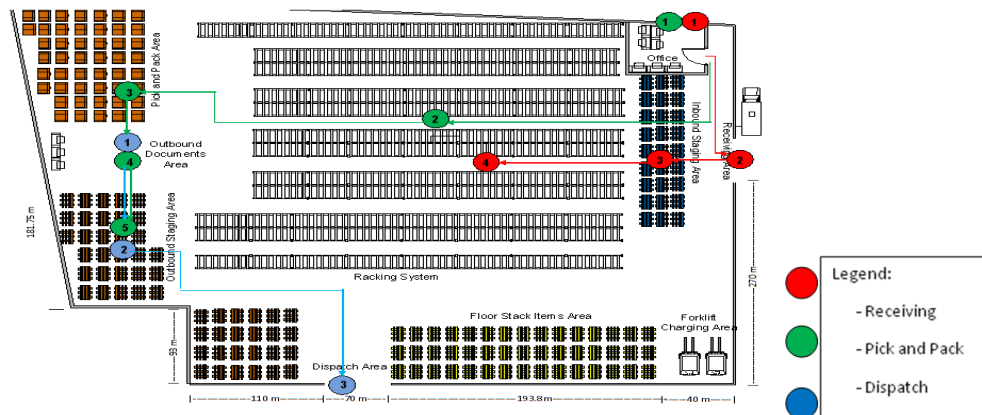 1
1
Office
Pick and Pack Area
3
2
Inbound Staging Area
Receiving Area
1
Outbound
Documents
Area
4
4
3
2
181.75 m
Outbound Staging Area
5
2
Racking System
270 m
Legend:
- Receiving
- Pick and Pack
- Dispatch
Floor Stack Items Area
Forklift
Charging Area
93 m
Dispatch Area
3
110 m
70 m
193.8m
40 m